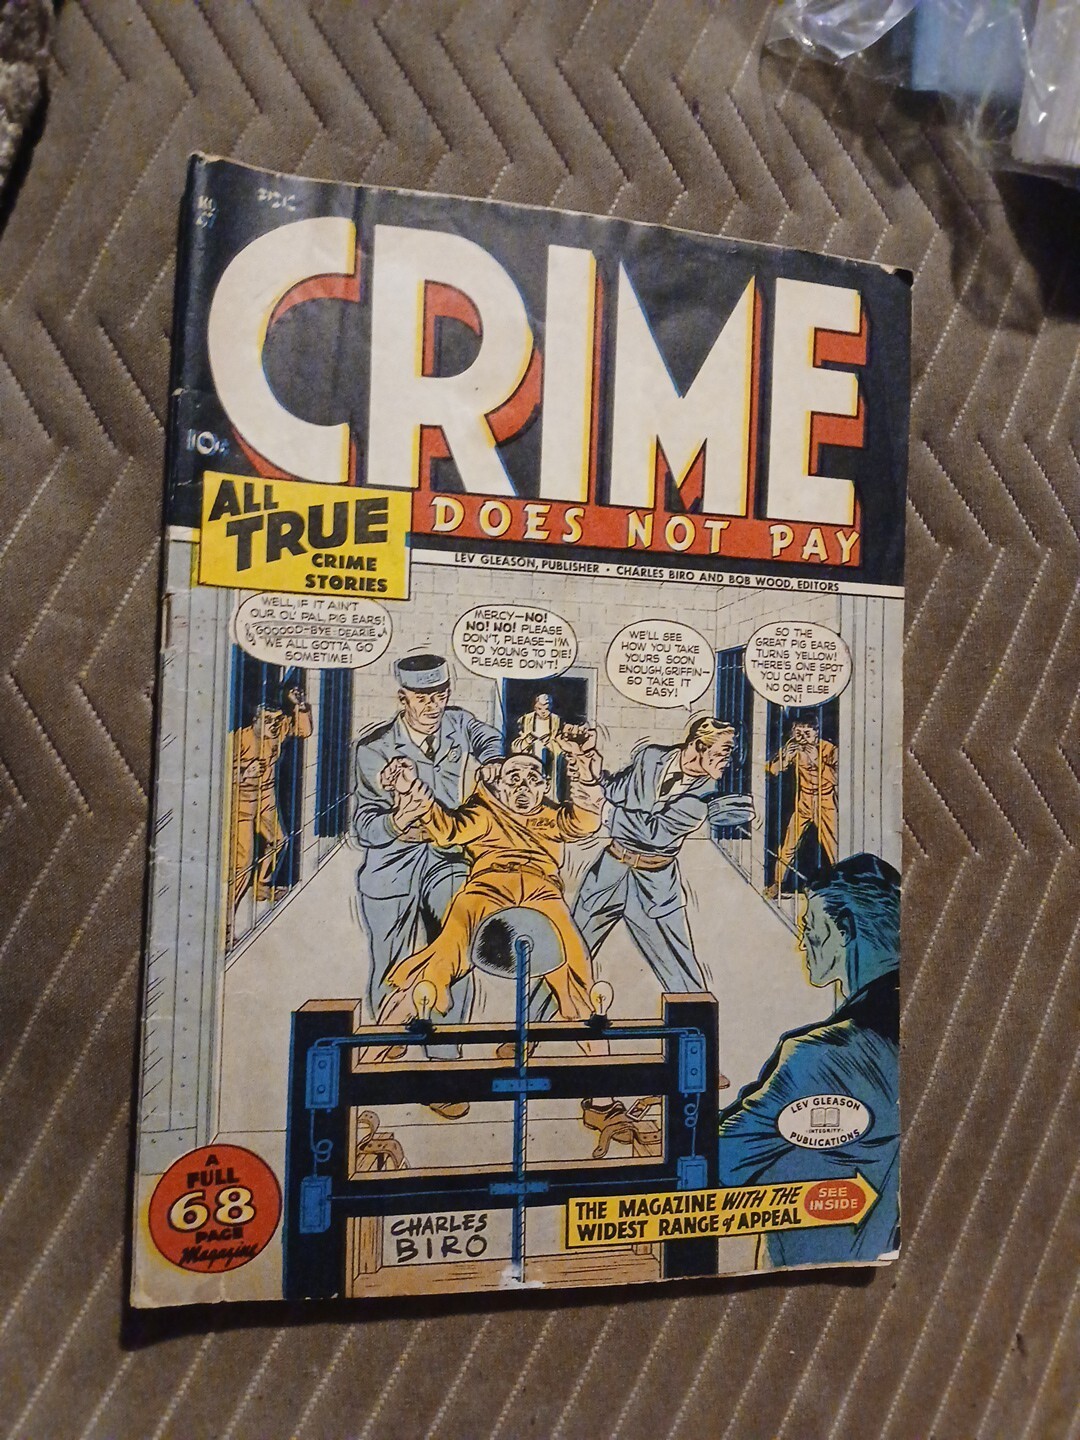 CRIME
10¢
DOES NOT PAY
ALL
TRUE
CRIME
STORIES
LEV GLEASON, PUBLISHER • CHARLES BIRO AND BOB WOOD, EDITORS
WELL, IF IT AIN'T
OUR OL' PAL, PIG EARS!
GOOOOD-BYE DEARIE
WE ALL GOTTA GO
SOMETIME!
MERCY—NO!
NO! NO! PLEASE
DON'T, PLEASE—I'M
TOO YOUNG TO DIE!
PLEASE DON'T!
WE'LL SEE
HOW YOU TAKE
YOURS SOON
ENOUGH, GRIFFIN—
SO TAKE IT
EASY!
SO THE
GREAT PIG EARS
TURNS YELLOW!
THERE'S ONE SPOT
YOU CAN'T PUT
NO ONE ELSE
ON!
LEV GLEASON
INTEGRITY
PUBLICATIONS
A
FULL
68
PAGE
Magazine
THE MAGAZINE WITH THE
WIDEST RANGE of APPEAL
SEE
INSIDE
CHARLES
BIRO